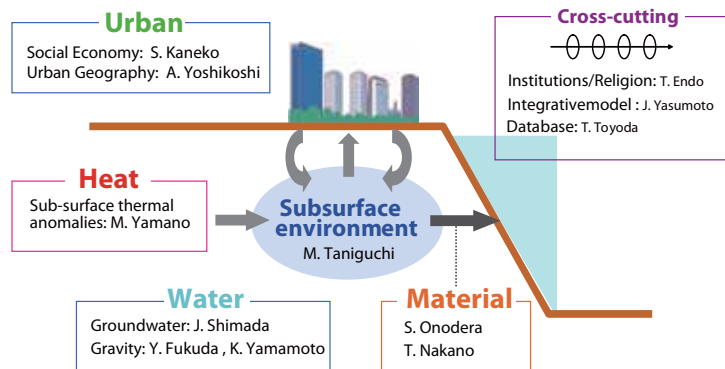 Urban
Social Economy: S. Kaneko
Urban Geography: A. Yoshikoshi
Cross-cutting
Institutions/Religion: T. Endo
Integrativemodel : J. Yasumoto
Database: T. Toyoda
Heat
Sub-surface thermal
anomalies: M. Yamano
Subsurface
environment
M. Taniguchi
Water
Groundwater: J. Shimada
Gravity: Y. Fukuda , K. Yamamoto
Material
S. Onodera
T. Nakano